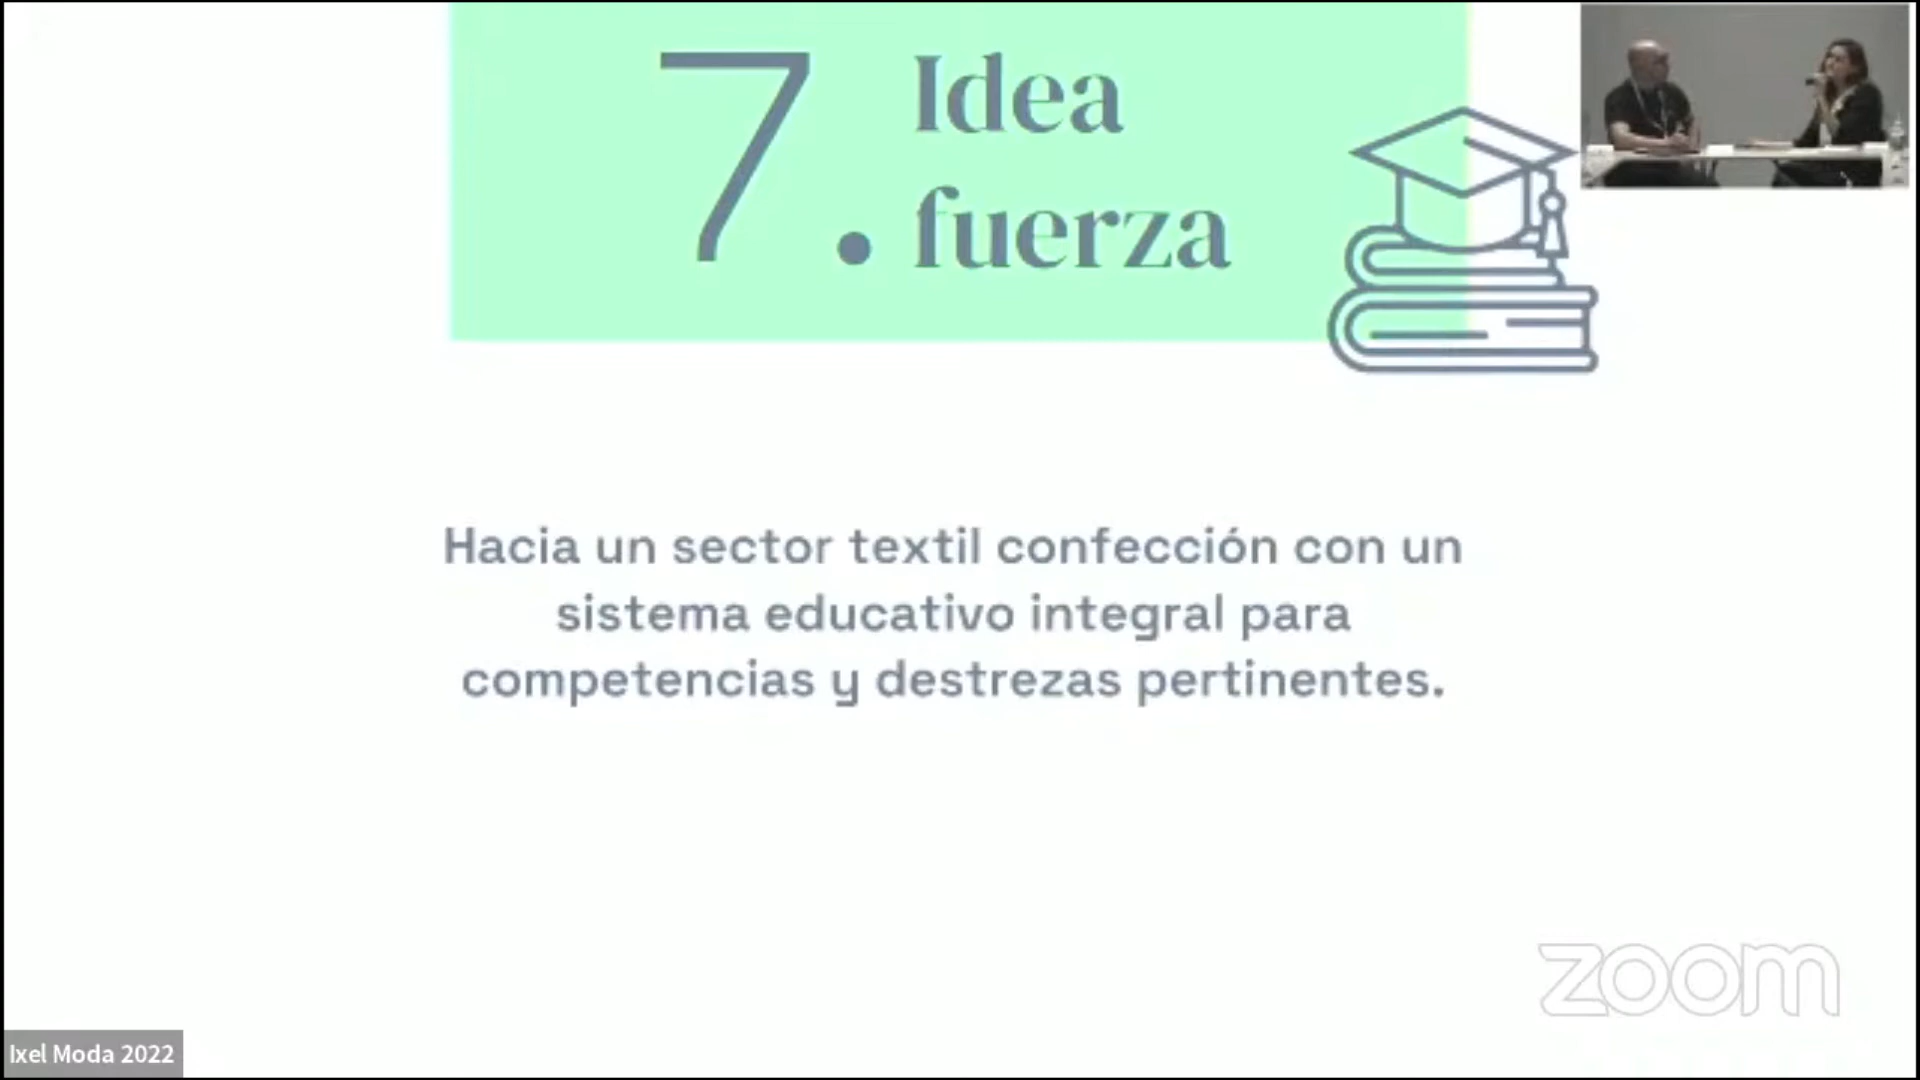 7. Idea
fuerza
Hacia un sector textil confección con un
sistema educativo integral para
competencias y destrezas pertinentes.
zoom
Ixel Moda 2022